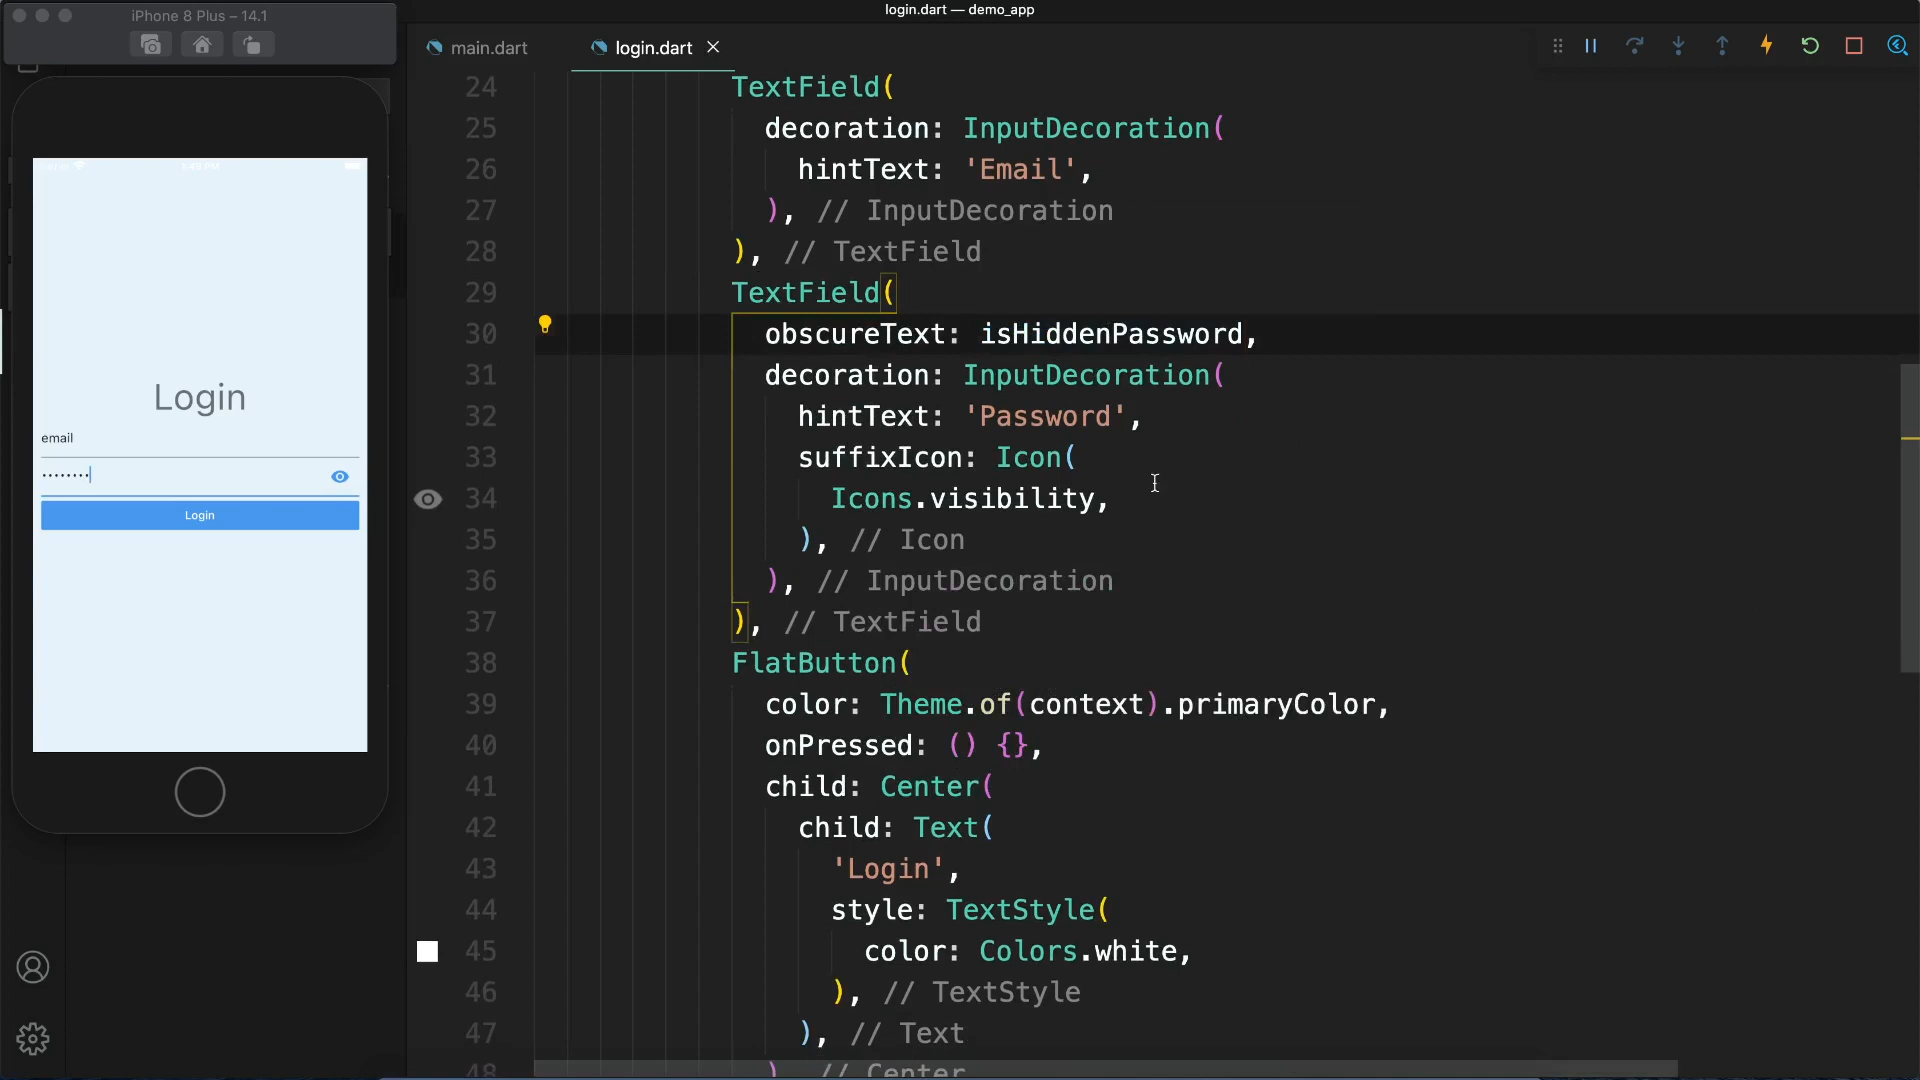 iPhone 8 Plus – 14.1
login.dart — demo_app
main.dart
login.dart
24 TextField(
25 decoration: InputDecoration(
26 hintText: 'Email',
27 ), // InputDecoration
28 ), // TextField
29 TextField(
30 obscureText: isHiddenPassword,
31 decoration: InputDecoration(
32 hintText: 'Password',
33 suffixIcon: Icon(
34 Icons.visibility,
35 ), // Icon
36 ), // InputDecoration
37 ), // TextField
38 FlatButton(
39 color: Theme.of(context).primaryColor,
40 onPressed: () {},
41 child: Center(
42 child: Text(
43 'Login',
44 style: TextStyle(
45 color: Colors.white,
46 ), // TextStyle
47 ), // Text
48 ) // Center
Login
email
••••••••
Login